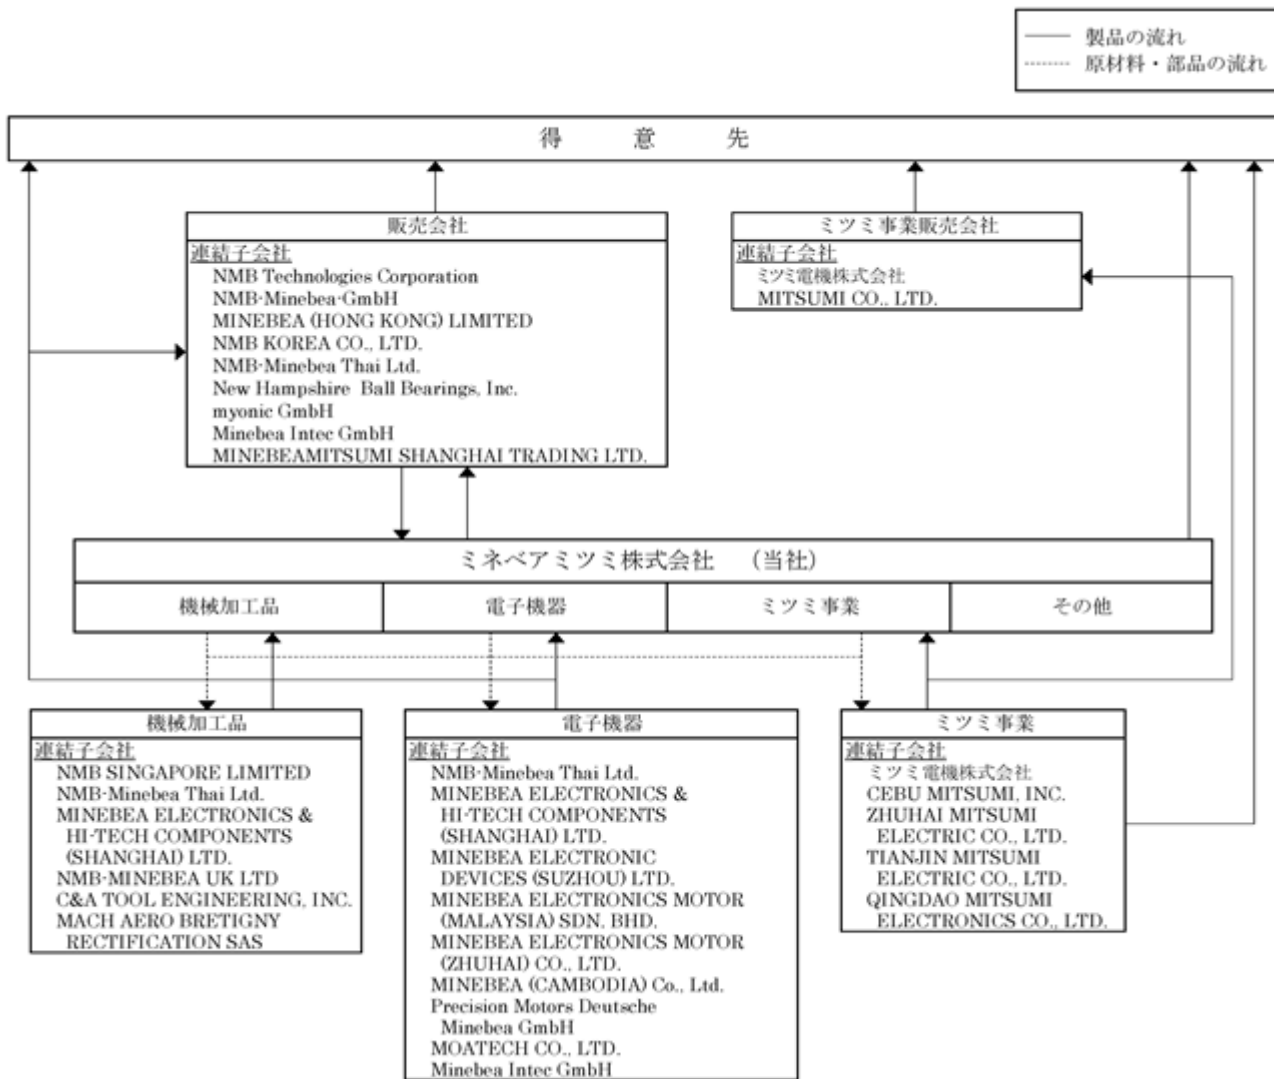 製品の流れ
原材料・部品の流れ
得意先
販売会社
連結子会社
NMB Technologies Corporation
NMB-Minebea-GmbH
MINEBEA (HONG KONG) LIMITED
NMB KOREA CO., LTD.
NMB-Minebea Thai Ltd.
New Hampshire Ball Bearings, Inc.
myonic GmbH
Minebea Intec GmbH
MINEBEAMITSUMI SHANGHAI TRADING LTD.
ミツミ事業販売会社
連結子会社
ミツミ電機株式会社
MITSUMI CO., LTD.
ミネベアミツミ株式会社 (当社)
機械加工品 電子機器 ミツミ事業 その他
機械加工品
連結子会社
NMB SINGAPORE LIMITED
NMB-Minebea Thai Ltd.
MINEBEA ELECTRONICS &
HI-TECH COMPONENTS
(SHANGHAI) LTD.
NMB-MINEBEA UK LTD
C&A TOOL ENGINEERING, INC.
MACH AERO BRETIGNY
RECTIFICATION SAS
電子機器
連結子会社
NMB-Minebea Thai Ltd.
MINEBEA ELECTRONICS &
HI-TECH COMPONENTS
(SHANGHAI) LTD.
MINEBEA ELECTRONIC
DEVICES (SUZHOU) LTD.
MINEBEA ELECTRONICS MOTOR
(MALAYSIA) SDN. BHD.
MINEBEA ELECTRONICS MOTOR
(ZHUHAI) CO., LTD.
MINEBEA (CAMBODIA) Co., Ltd.
Precision Motors Deutsche
Minebea GmbH
MOATECH CO., LTD.
Minebea Intec GmbH
ミツミ事業
連結子会社
ミツミ電機株式会社
CEBU MITSUMI, INC.
ZHUHAI MITSUMI
ELECTRIC CO., LTD.
TIANJIN MITSUMI
ELECTRIC CO., LTD.
QINGDAO MITSUMI
ELECTRONICS CO., LTD.